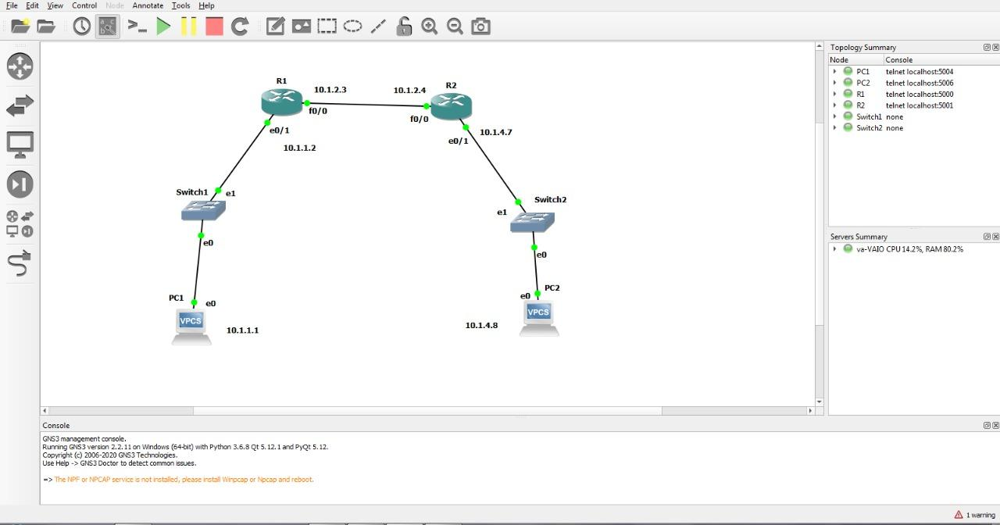 File Edit View Control Node Annotate Tools Help
R1
10.1.2.3
f0/0
e0/1
10.1.1.2
R2
10.1.2.4
f0/0
e0/1
10.1.4.7
Switch1
e1
e0
Switch2
e1
e0
PC1
e0
VPCS
10.1.1.1
PC2
e0
VPCS
10.1.4.8
Topology Summary
Node Console
PC1 telnet localhost:5004
PC2 telnet localhost:5006
R1 telnet localhost:5000
R2 telnet localhost:5001
Switch1 none
Switch2 none
Servers Summary
va-VAIO CPU 14.2%, RAM 80.2%
Console
GNS3 management console.
Running GNS3 version 2.2.11 on Windows (64-bit) with Python 3.6.8 Qt 5.12.1 and PyQt 5.12.
Copyright (c) 2006-2020 GNS3 Technologies.
Use Help -> GNS3 Doctor to detect common issues.
=> The NPF or NPCAP service is not installed, please install Winpcap or Npcap and reboot.
1 warning